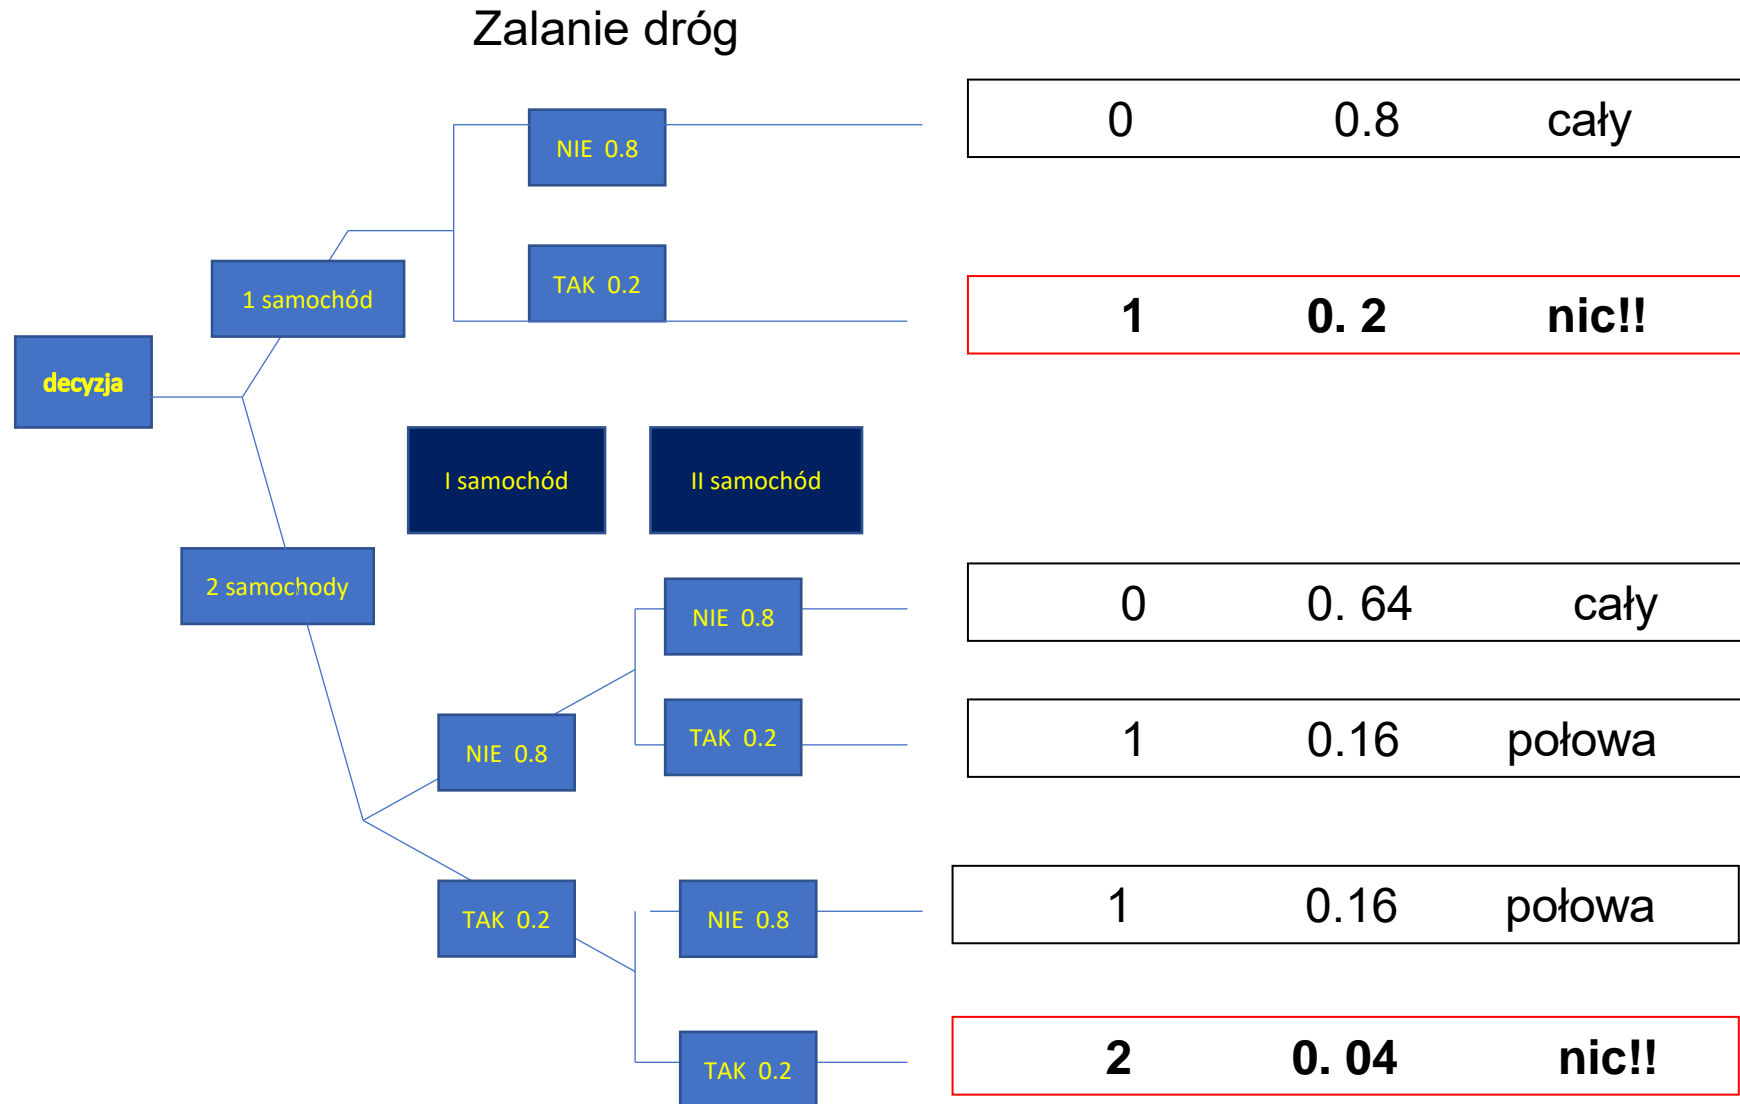 Zalanie dróg
NIE 0.8
0 0.8 cały
TAK 0.2
1 samochód
1 0. 2 nic!!
decyzja
I samochód
II samochód
2 samochody
NIE 0.8
0 0. 64 cały
NIE 0.8
TAK 0.2
1 0.16 połowa
TAK 0.2
NIE 0.8
1 0.16 połowa
TAK 0.2
2 0. 04 nic!!